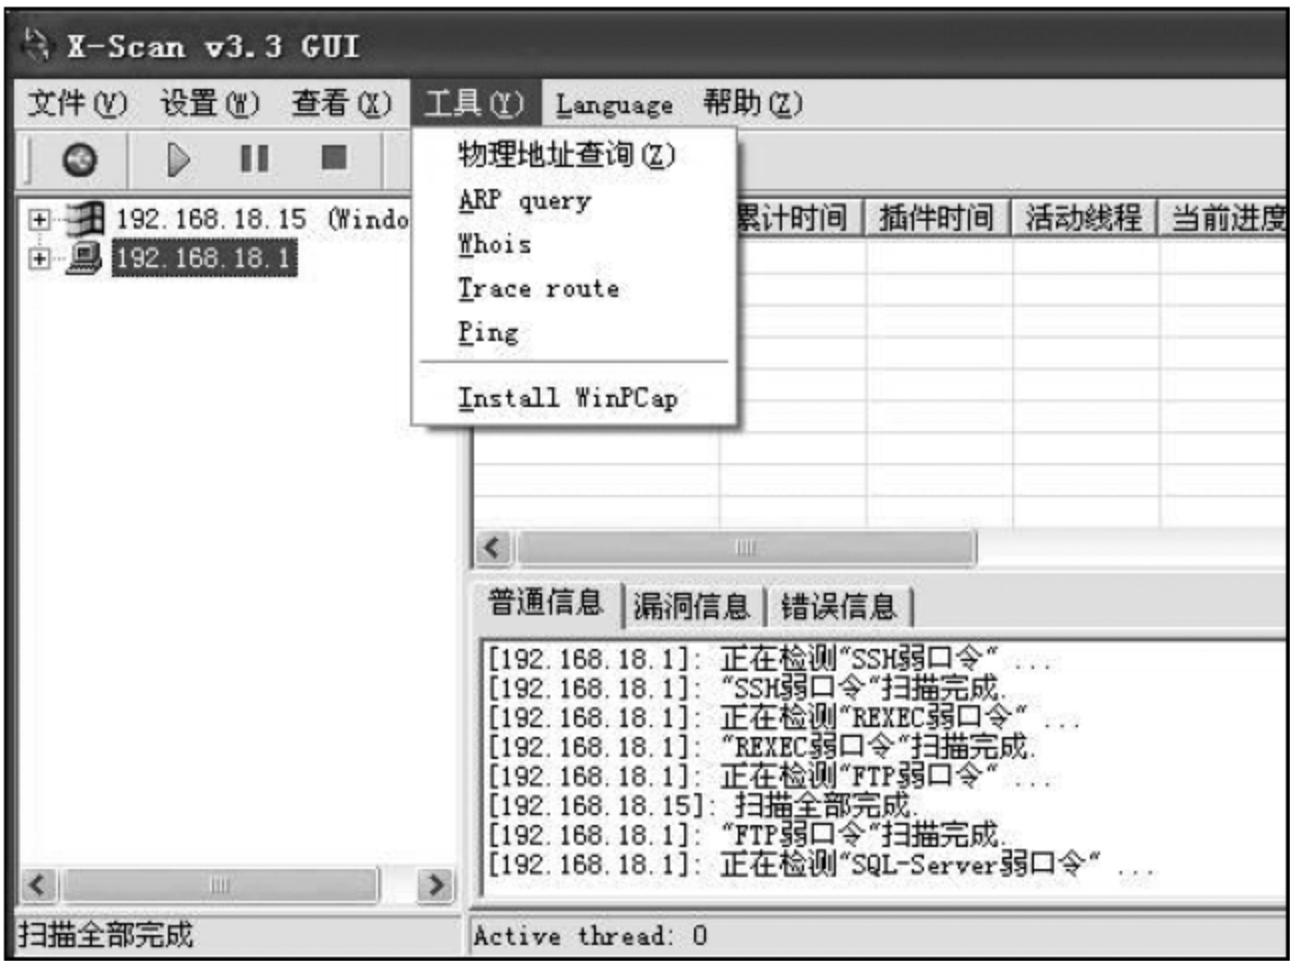 X-Scan v3.3 GUI
文件(V) 设置(W) 查看(X) 工具(Y) Language 帮助(Z)
物理地址查询(Z)
ARP query
Whois
Trace route
Ping
Install WinPCap
192.168.18.15 (Windo
192.168.18.1
累计时间 插件时间 活动线程 当前进度
普通信息 漏洞信息 错误信息
[192.168.18.1]: 正在检测"SSH弱口令" ...
[192.168.18.1]: "SSH弱口令"扫描完成.
[192.168.18.1]: 正在检测"REXEC弱口令" ...
[192.168.18.1]: "REXEC弱口令"扫描完成.
[192.168.18.1]: 正在检测"FTP弱口令" ...
[192.168.18.15]: 扫描全部完成.
[192.168.18.1]: "FTP弱口令"扫描完成.
[192.168.18.1]: 正在检测"SQL-Server弱口令" ...
扫描全部完成
Active thread: 0